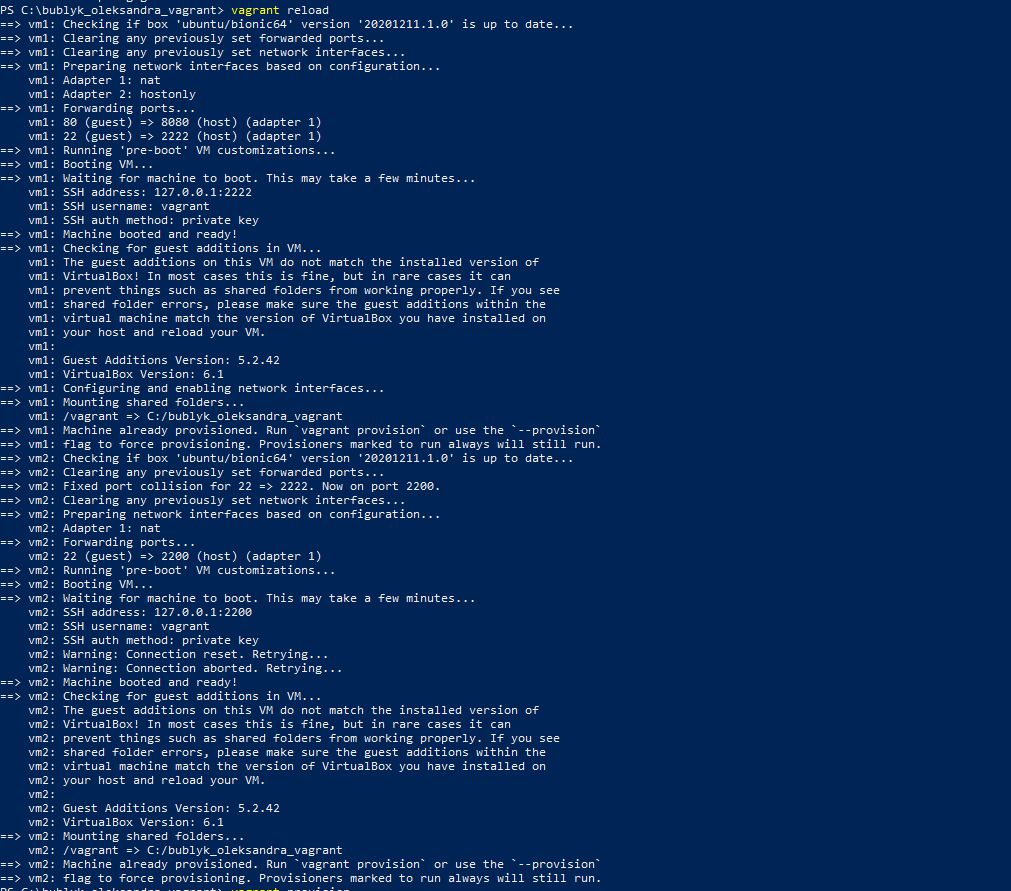 PS C:\bublyk_oleksandra_vagrant> vagrant reload
==> vm1: Checking if box 'ubuntu/bionic64' version '20201211.1.0' is up to date...
==> vm1: Clearing any previously set forwarded ports...
==> vm1: Clearing any previously set network interfaces...
==> vm1: Preparing network interfaces based on configuration...
    vm1: Adapter 1: nat
    vm1: Adapter 2: hostonly
==> vm1: Forwarding ports...
    vm1: 80 (guest) => 8080 (host) (adapter 1)
    vm1: 22 (guest) => 2222 (host) (adapter 1)
==> vm1: Running 'pre-boot' VM customizations...
==> vm1: Booting VM...
==> vm1: Waiting for machine to boot. This may take a few minutes...
    vm1: SSH address: 127.0.0.1:2222
    vm1: SSH username: vagrant
    vm1: SSH auth method: private key
==> vm1: Machine booted and ready!
==> vm1: Checking for guest additions in VM...
    vm1: The guest additions on this VM do not match the installed version of
    vm1: VirtualBox! In most cases this is fine, but in rare cases it can
    vm1: prevent things such as shared folders from working properly. If you see
    vm1: shared folder errors, please make sure the guest additions within the
    vm1: virtual machine match the version of VirtualBox you have installed on
    vm1: your host and reload your VM.
    vm1:
    vm1: Guest Additions Version: 5.2.42
    vm1: VirtualBox Version: 6.1
==> vm1: Configuring and enabling network interfaces...
==> vm1: Mounting shared folders...
    vm1: /vagrant => C:/bublyk_oleksandra_vagrant
==> vm1: Machine already provisioned. Run `vagrant provision` or use the `--provision`
==> vm1: flag to force provisioning. Provisioners marked to run always will still run.
==> vm2: Checking if box 'ubuntu/bionic64' version '20201211.1.0' is up to date...
==> vm2: Clearing any previously set forwarded ports...
==> vm2: Fixed port collision for 22 => 2222. Now on port 2200.
==> vm2: Clearing any previously set network interfaces...
==> vm2: Preparing network interfaces based on configuration...
    vm2: Adapter 1: nat
==> vm2: Forwarding ports...
    vm2: 22 (guest) => 2200 (host) (adapter 1)
==> vm2: Running 'pre-boot' VM customizations...
==> vm2: Booting VM...
==> vm2: Waiting for machine to boot. This may take a few minutes...
    vm2: SSH address: 127.0.0.1:2200
    vm2: SSH username: vagrant
    vm2: SSH auth method: private key
    vm2: Warning: Connection reset. Retrying...
    vm2: Warning: Connection aborted. Retrying...
==> vm2: Machine booted and ready!
==> vm2: Checking for guest additions in VM...
    vm2: The guest additions on this VM do not match the installed version of
    vm2: VirtualBox! In most cases this is fine, but in rare cases it can
    vm2: prevent things such as shared folders from working properly. If you see
    vm2: shared folder errors, please make sure the guest additions within the
    vm2: virtual machine match the version of VirtualBox you have installed on
    vm2: your host and reload your VM.
    vm2:
    vm2: Guest Additions Version: 5.2.42
    vm2: VirtualBox Version: 6.1
==> vm2: Mounting shared folders...
    vm2: /vagrant => C:/bublyk_oleksandra_vagrant
==> vm2: Machine already provisioned. Run `vagrant provision` or use the `--provision`
==> vm2: flag to force provisioning. Provisioners marked to run always will still run.
PS C:\bublyk_oleksandra_vagrant> vagrant provision